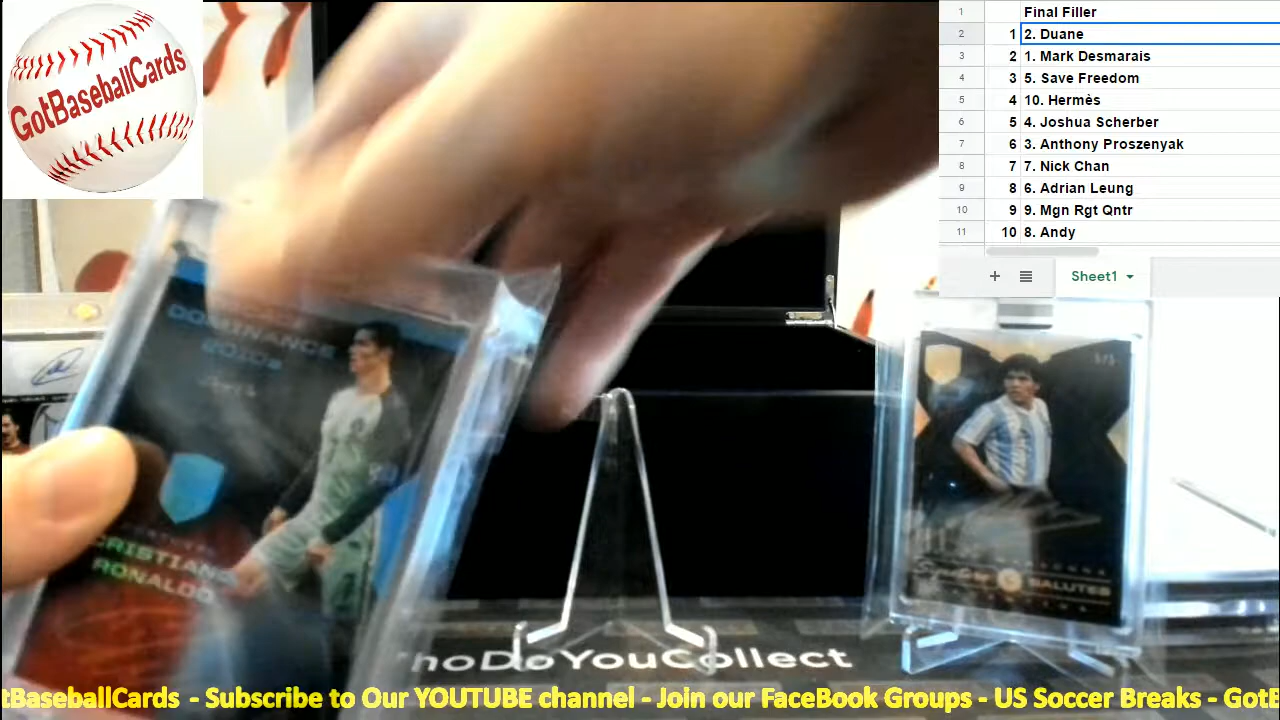 GotBaseballCards
1 Final Filler
2 1 2. Duane
3 2 1. Mark Desmarais
4 3 5. Save Freedom
5 4 10. Hermès
6 5 4. Joshua Scherber
7 6 3. Anthony Proszenyak
8 7 7. Nick Chan
9 8 6. Adrian Leung
10 9 9. Mgn Rgt Qntr
11 10 8. Andy
+ Sheet1
DOMINANCE
2010s
CRISTIANO
RONALDO
SALUTES
hoDoYouCollect
tBaseballCards - Subscribe to Our YOUTUBE channel - Join our FaceBook Groups - US Soccer Breaks - GotB